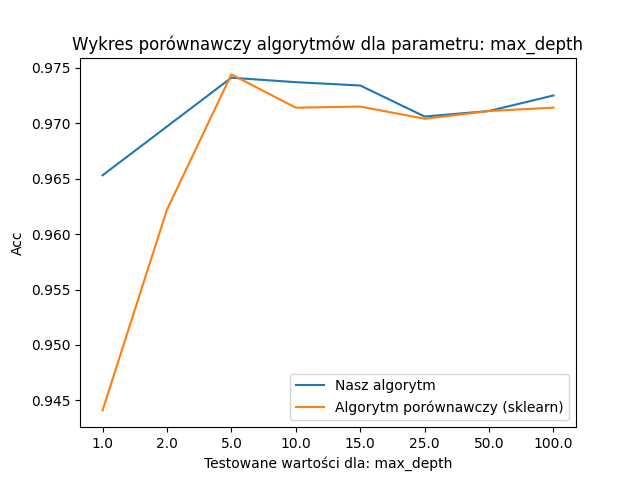 Wykres porównawczy algorytmów dla parametru: max_depth
0.975
0.970
0.965
0.960
0.955
0.950
0.945
Acc
Nasz algorytm
Algorytm porównawczy (sklearn)
1.0 2.0 5.0 10.0 15.0 25.0 50.0 100.0
Testowane wartości dla: max_depth